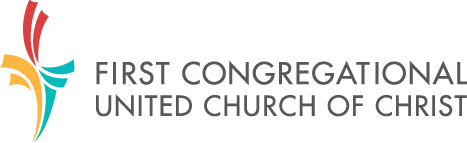 FIRST CONGREGATIONAL
UNITED CHURCH OF CHRIST